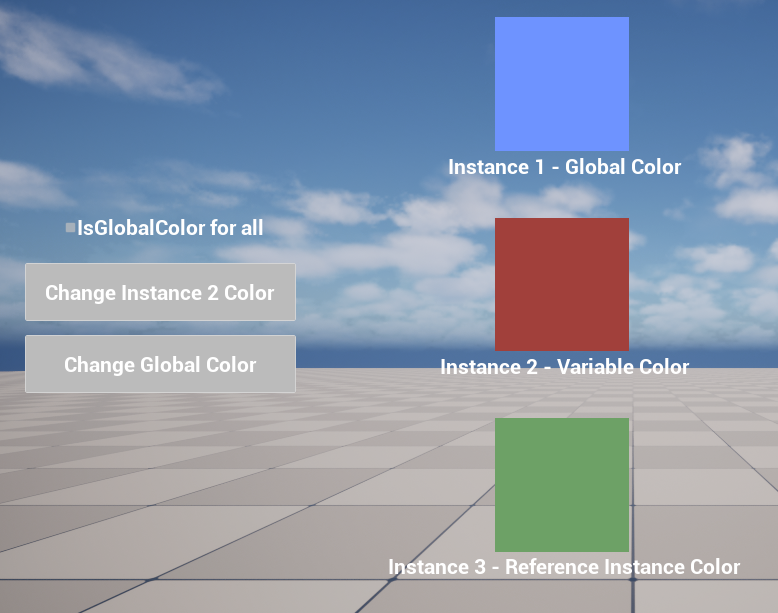 Instance 1 - Global Color
IsGlobalColor for all
Change Instance 2 Color
Change Global Color
Instance 2 - Variable Color
Instance 3 - Reference Instance Color